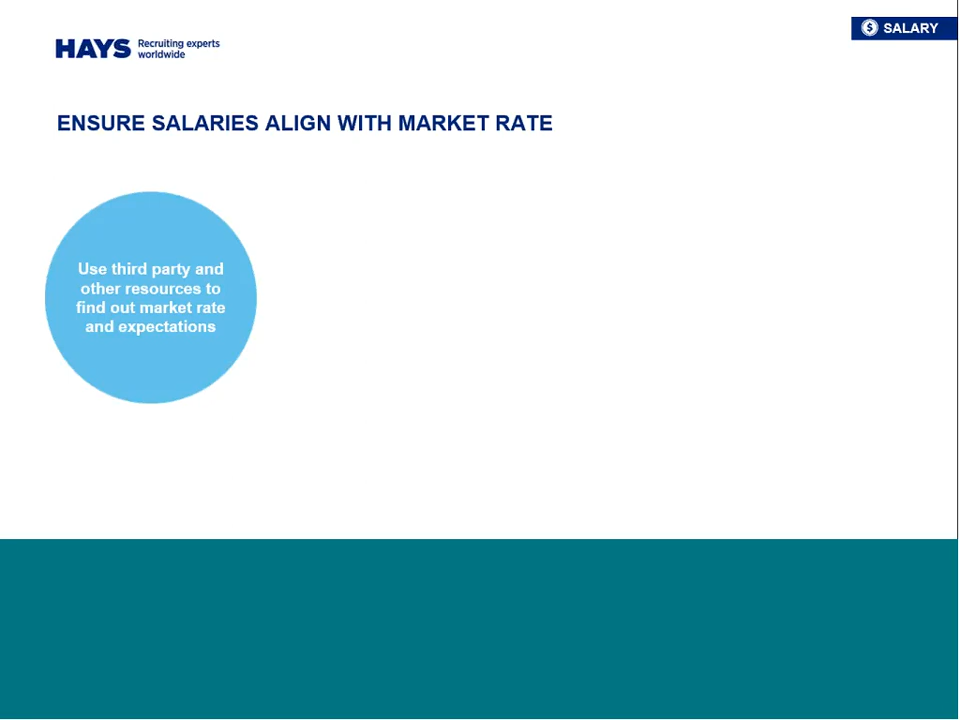 HAYS Recruiting experts
worldwide
SALARY
ENSURE SALARIES ALIGN WITH MARKET RATE
Use third party and
other resources to
find out market rate
and expectations